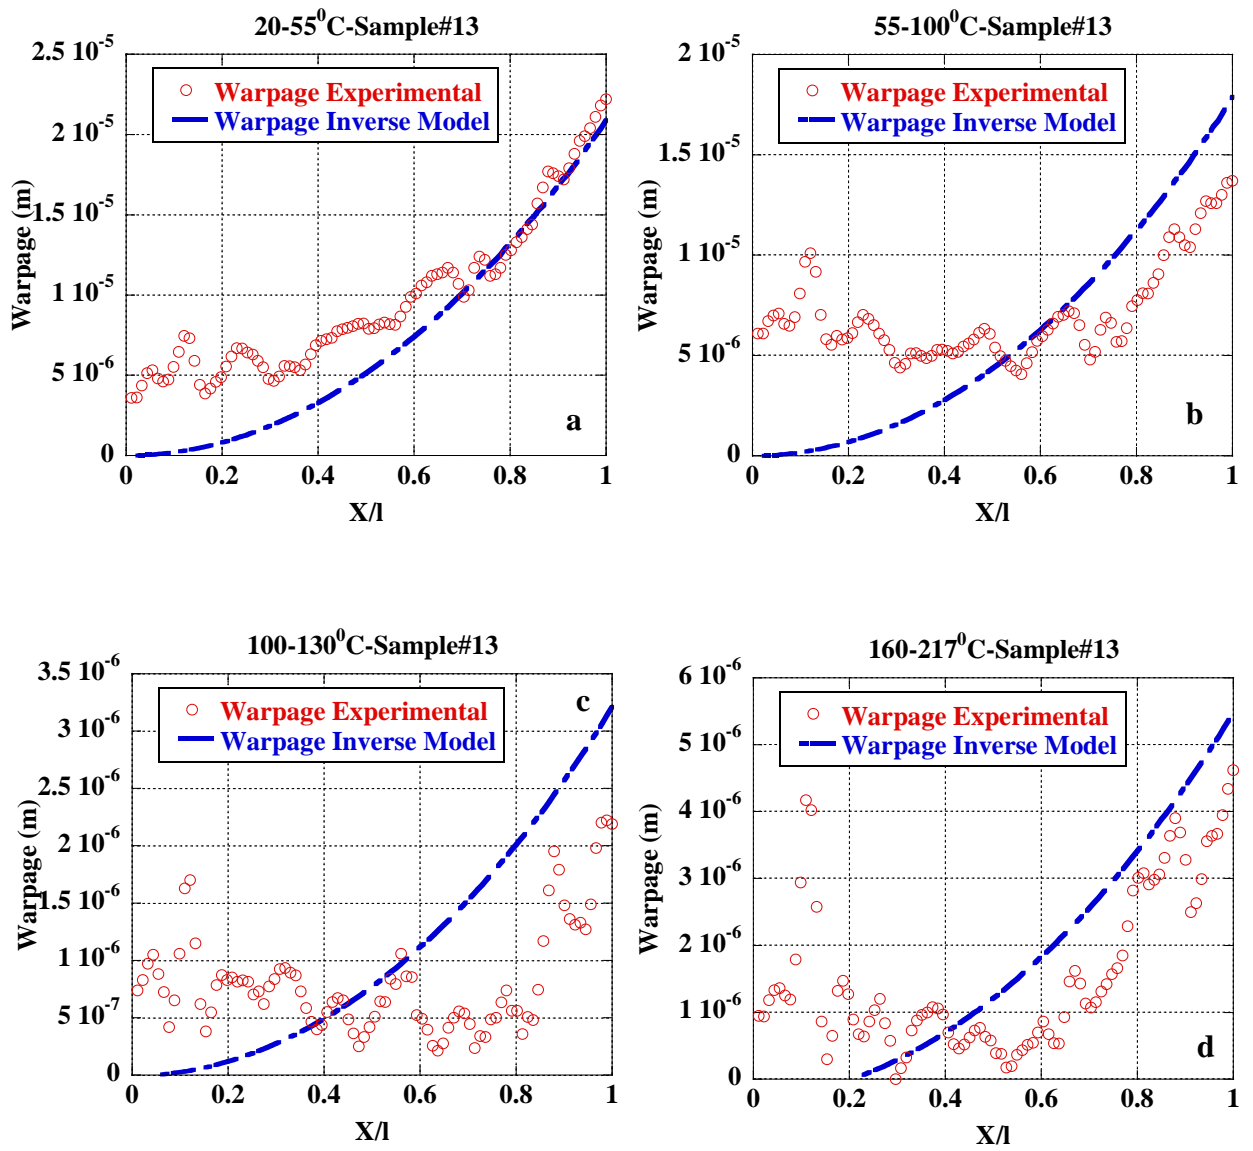 20-55⁰C-Sample#13
2.5 10⁻⁵
2 10⁻⁵
1.5 10⁻⁵
1 10⁻⁵
5 10⁻⁶
0
Warpage (m)
Warpage Experimental
Warpage Inverse Model
a
0 0.2 0.4 0.6 0.8 1
X/l
55-100⁰C-Sample#13
2 10⁻⁵
1.5 10⁻⁵
1 10⁻⁵
5 10⁻⁶
0
Warpage (m)
Warpage Experimental
Warpage Inverse Model
b
0 0.2 0.4 0.6 0.8 1
X/l
100-130⁰C-Sample#13
3.5 10⁻⁶
3 10⁻⁶
2.5 10⁻⁶
2 10⁻⁶
1.5 10⁻⁶
1 10⁻⁶
5 10⁻⁷
0
Warpage (m)
Warpage Experimental
Warpage Inverse Model
c
0 0.2 0.4 0.6 0.8 1
X/l
160-217⁰C-Sample#13
6 10⁻⁶
5 10⁻⁶
4 10⁻⁶
3 10⁻⁶
2 10⁻⁶
1 10⁻⁶
0
Warpage (m)
Warpage Experimental
Warpage Inverse Model
d
0 0.2 0.4 0.6 0.8 1
X/l